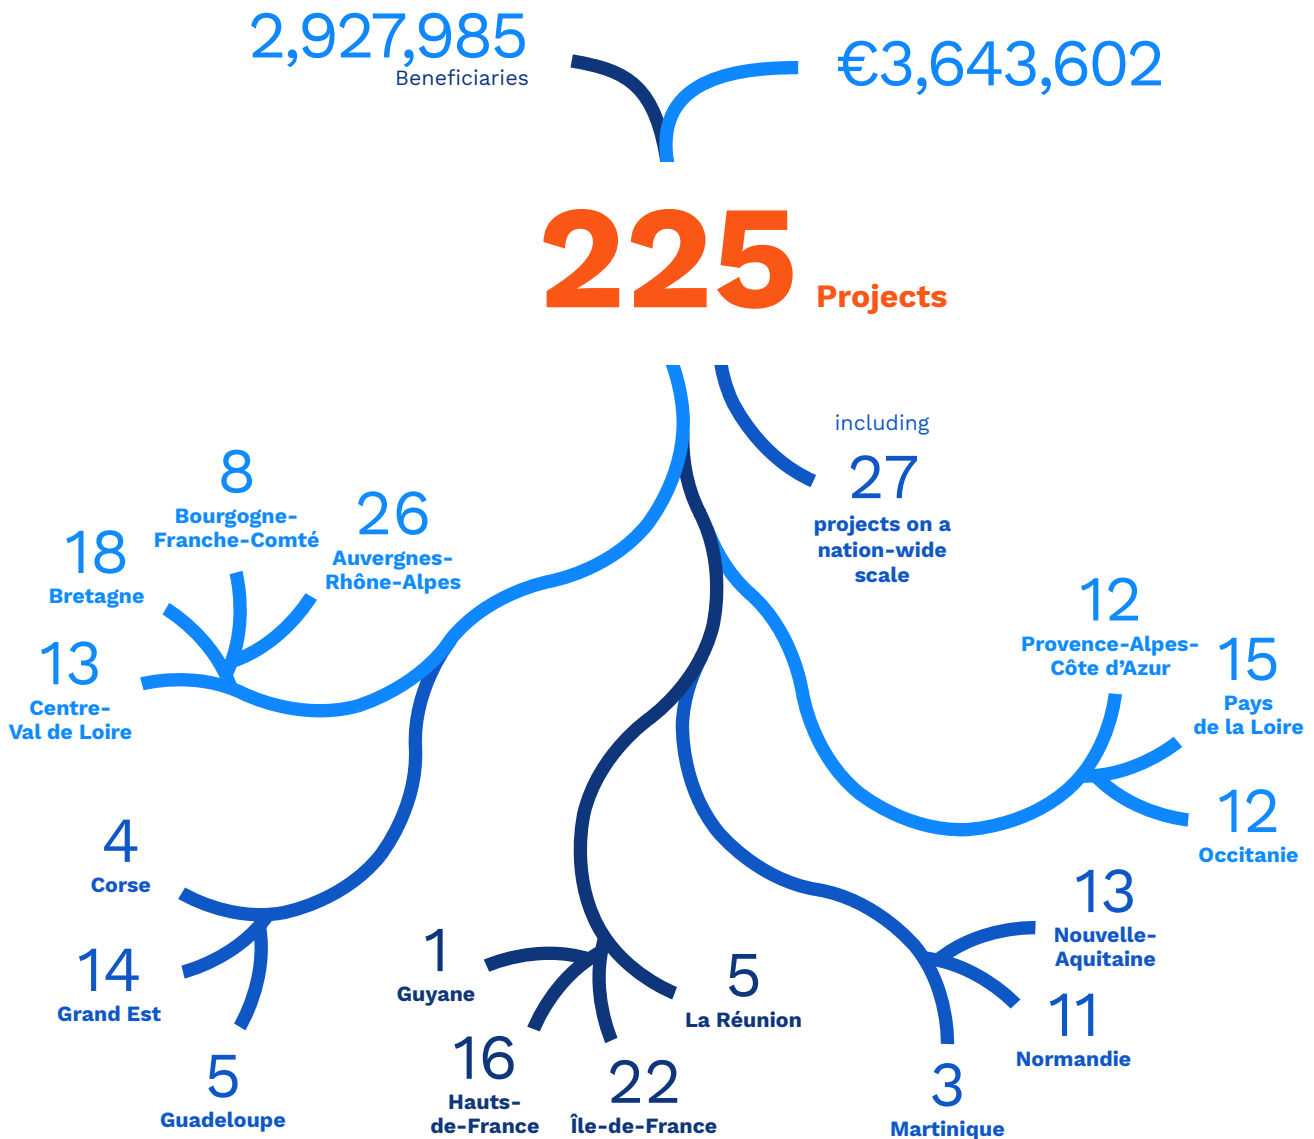 2,927,985
Beneficiaries
€3,643,602
225 Projects
including
27
projects on a
nation-wide
scale
8
Bourgogne-
Franche-Comté
26
Auvergnes-
Rhône-Alpes
18
Bretagne
13
Centre-
Val de Loire
12
Provence-Alpes-
Côte d’Azur
15
Pays
de la Loire
12
Occitanie
4
Corse
14
Grand Est
5
Guadeloupe
1
Guyane
16
Hauts-
de-France
22
Île-de-France
5
La Réunion
13
Nouvelle-
Aquitaine
11
Normandie
3
Martinique